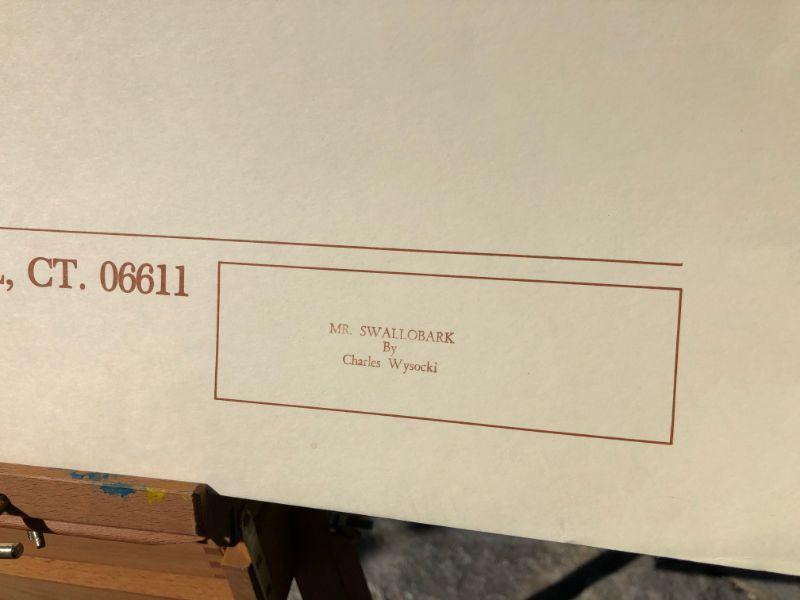 , CT. 06611
MR. SWALLOBARK
By
Charles Wysocki